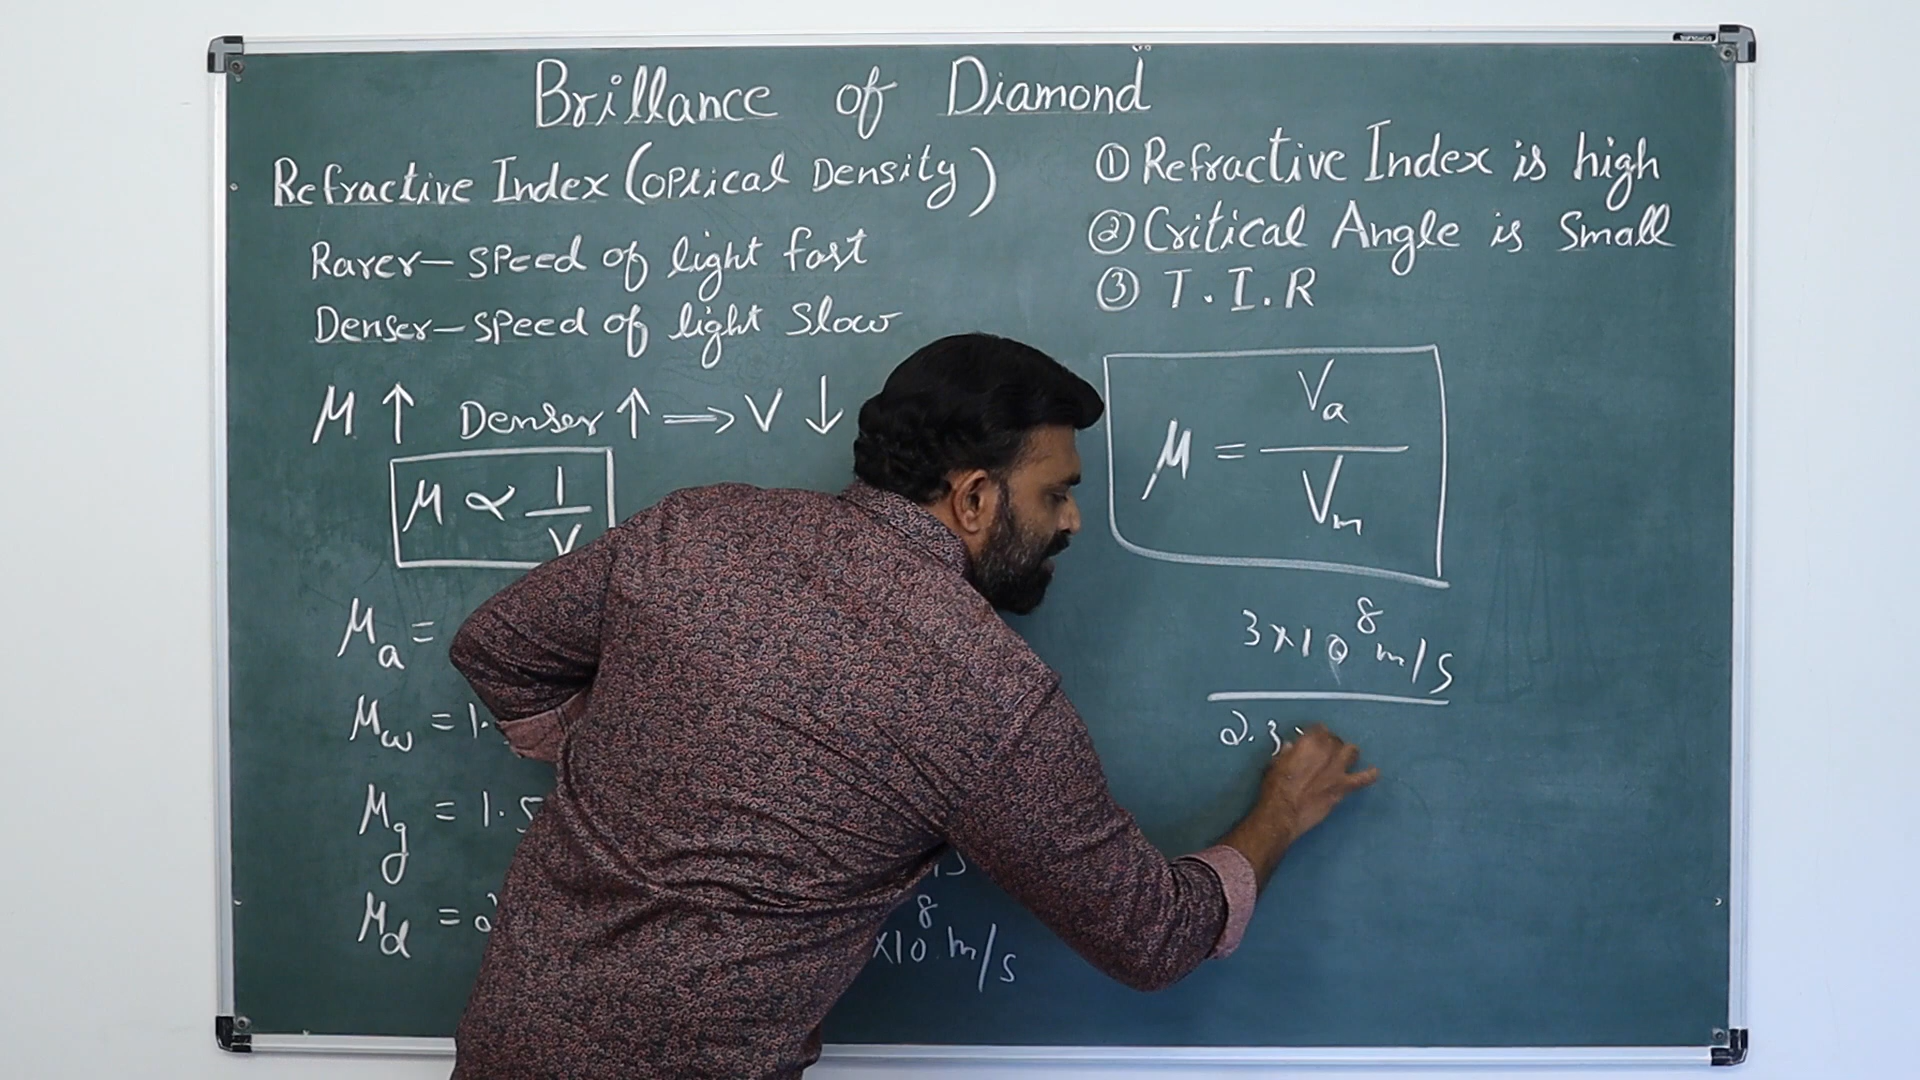 Brillance of Diamond
Refractive Index (Optical Density)
Rarer – speed of light fast
Denser – speed of light slow
μ ↑ Denser ↑ ⇒ V ↓
μ ∝ 1/V
μa =
μw = 1.
μg = 1.5
μd = 2
8
×10 m/s
① Refractive Index is high
② Critical Angle is small
③ T.I.R
μ = Va/Vm
3×10⁸ m/s
2.3